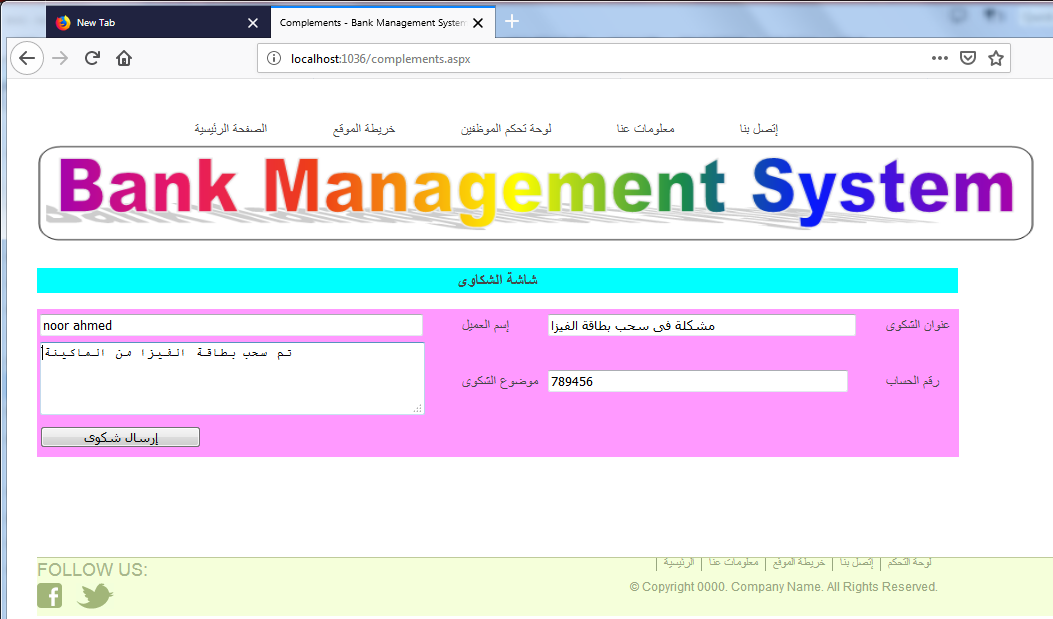 New Tab
Complements - Bank Management System
localhost:1036/complements.aspx
إتصل بنا معلومات عنا لوحة تحكم الموظفين خريطة الموقع الصفحة الرئيسية
Bank Management System
شاشة الشكاوى
عنوان الشكوى مشكلة فى سحب بطاقة الفيزا إسم العميل noor ahmed
رقم الحساب 789456 موضوع الشكوى تم سحب بطاقة الفيزا من الماكينة
إرسال شكوى
FOLLOW US:
لوحة التحكم | إتصل بنا | خريطة الموقع | معلومات عنا | الرئيسية |
© Copyright 0000. Company Name. All Rights Reserved.